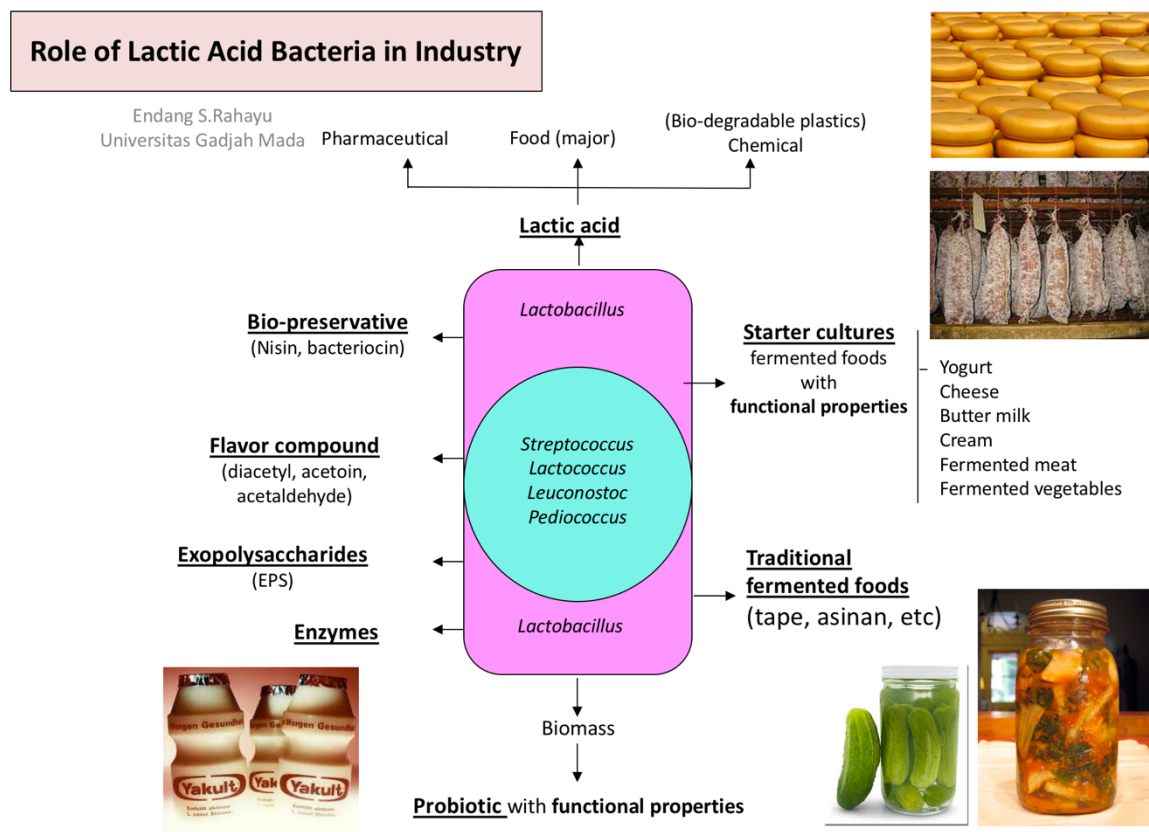 Role of Lactic Acid Bacteria in Industry
Endang S.Rahayu
Universitas Gadjah Mada
Pharmaceutical
Food (major)
(Bio-degradable plastics)
Chemical
Lactic acid
Lactobacillus
Bio-preservative
(Nisin, bacteriocin)
Flavor compound
(diacetyl, acetoin,
acetaldehyde)
Exopolysaccharides
(EPS)
Enzymes
Streptococcus
Lactococcus
Leuconostoc
Pediococcus
Lactobacillus
Starter cultures
fermented foods
with
functional properties
Yogurt
Cheese
Butter milk
Cream
Fermented meat
Fermented vegetables
Traditional
fermented foods
(tape, asinan, etc)
Biomass
Probiotic with functional properties
Morgen Gesundhei
Yakult
Yak
Yakult